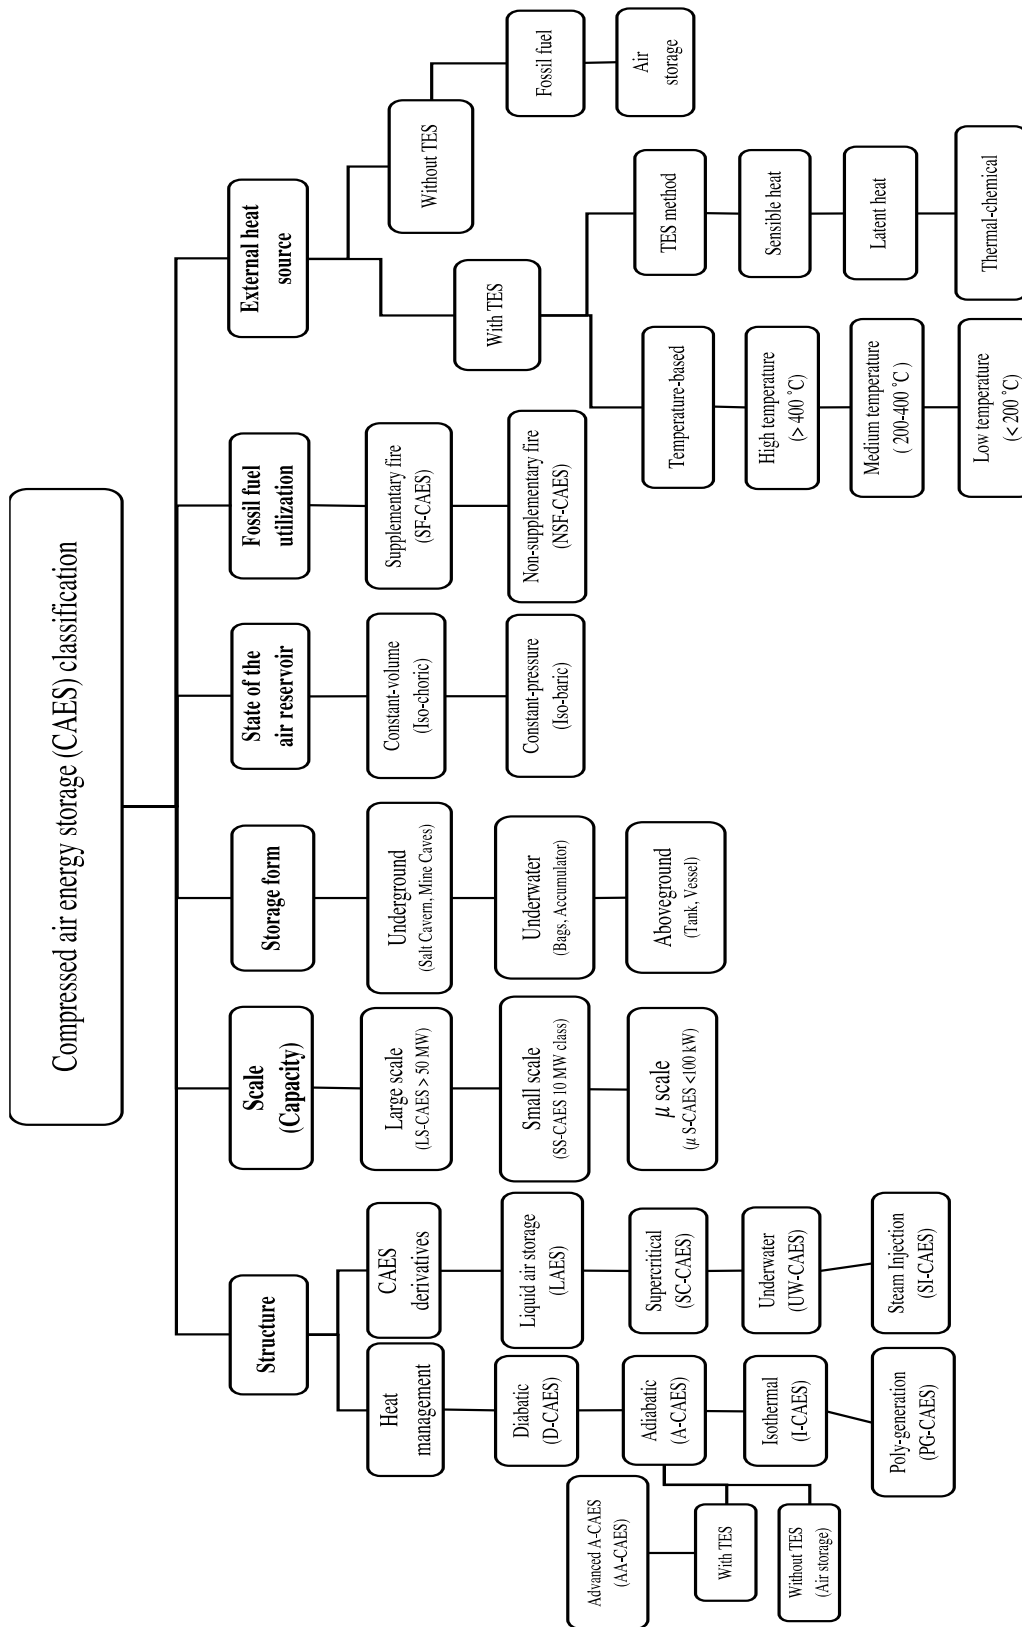 Compressed air energy storage (CAES) classification
Structure
Heat
management
Diabatic
(D-CAES)
Adiabatic
(A-CAES)
Advanced A-CAES
(AA-CAES)
With TES
Without TES
(Air storage)
Isothermal
(I-CAES)
Poly-generation
(PG-CAES)
CAES
derivatives
Liquid air storage
(LAES)
Supercritical
(SC-CAES)
Underwater
(UW-CAES)
Steam Injection
(SI-CAES)
Scale
(Capacity)
Large scale
(LS-CAES > 50 MW)
Small scale
(SS-CAES 10 MW class)
μ scale
(μ S-CAES <100 kW)
Storage form
Underground
(Salt Cavern, Mine Caves)
Underwater
(Bags, Accumulator)
Aboveground
(Tank, Vessel)
State of the
air reservoir
Constant-volume
(Iso-choric)
Constant-pressure
(Iso-baric)
Fossil fuel
utilization
Supplementary fire
(SF-CAES)
Non-supplementary fire
(NSF-CAES)
External heat
source
With TES
Temperature-based
High temperature
(> 400 °C)
Medium temperature
( 200-400 °C )
Low temperature
(< 200 °C)
TES method
Sensible heat
Latent heat
Thermal-chemical
Without TES
Fossil fuel
Air
storage